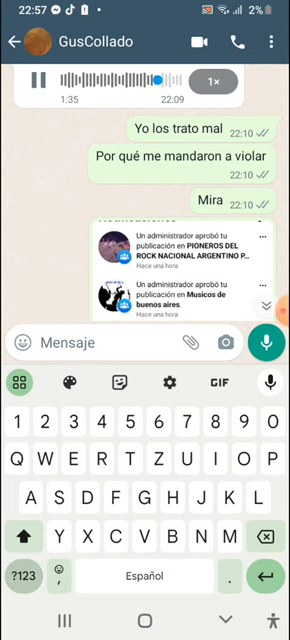 22:57 2%
GusCollado
1:35 22:09 1×
Yo los trato mal 22:10
Por qué me mandaron a violar
22:10
Mira 22:10
Un administrador aprobó tu
publicación en PIONEROS DEL
ROCK NACIONAL ARGENTINO P...
Hace una hora
Un administrador aprobó tu
publicación en Musicos de
buenos aires.
Hace una hora
Mensaje
GIF
1 2 3 4 5 6 7 8 9 0
Q W E R T Z U I O P
A S D F G H J K L
Y X C V B N M
?123 , Español .